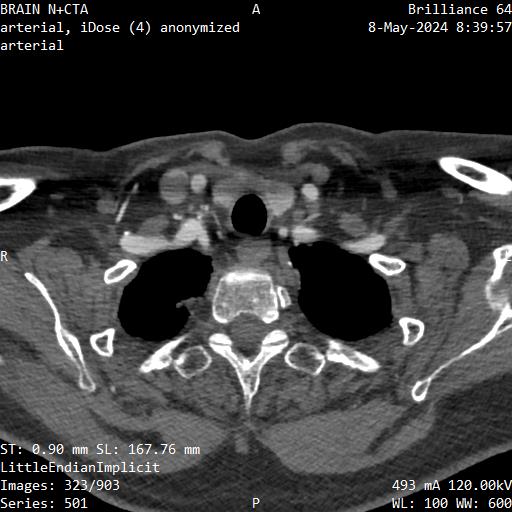 BRAIN N+CTA A Brilliance 64
arterial, iDose (4) anonymized 8-May-2024 8:39:57
arterial
R L
ST: 0.90 mm SL: 167.76 mm
LittleEndianImplicit
Images: 323/903 493 mA 120.00kV
Series: 501 P WL: 100 WW: 600